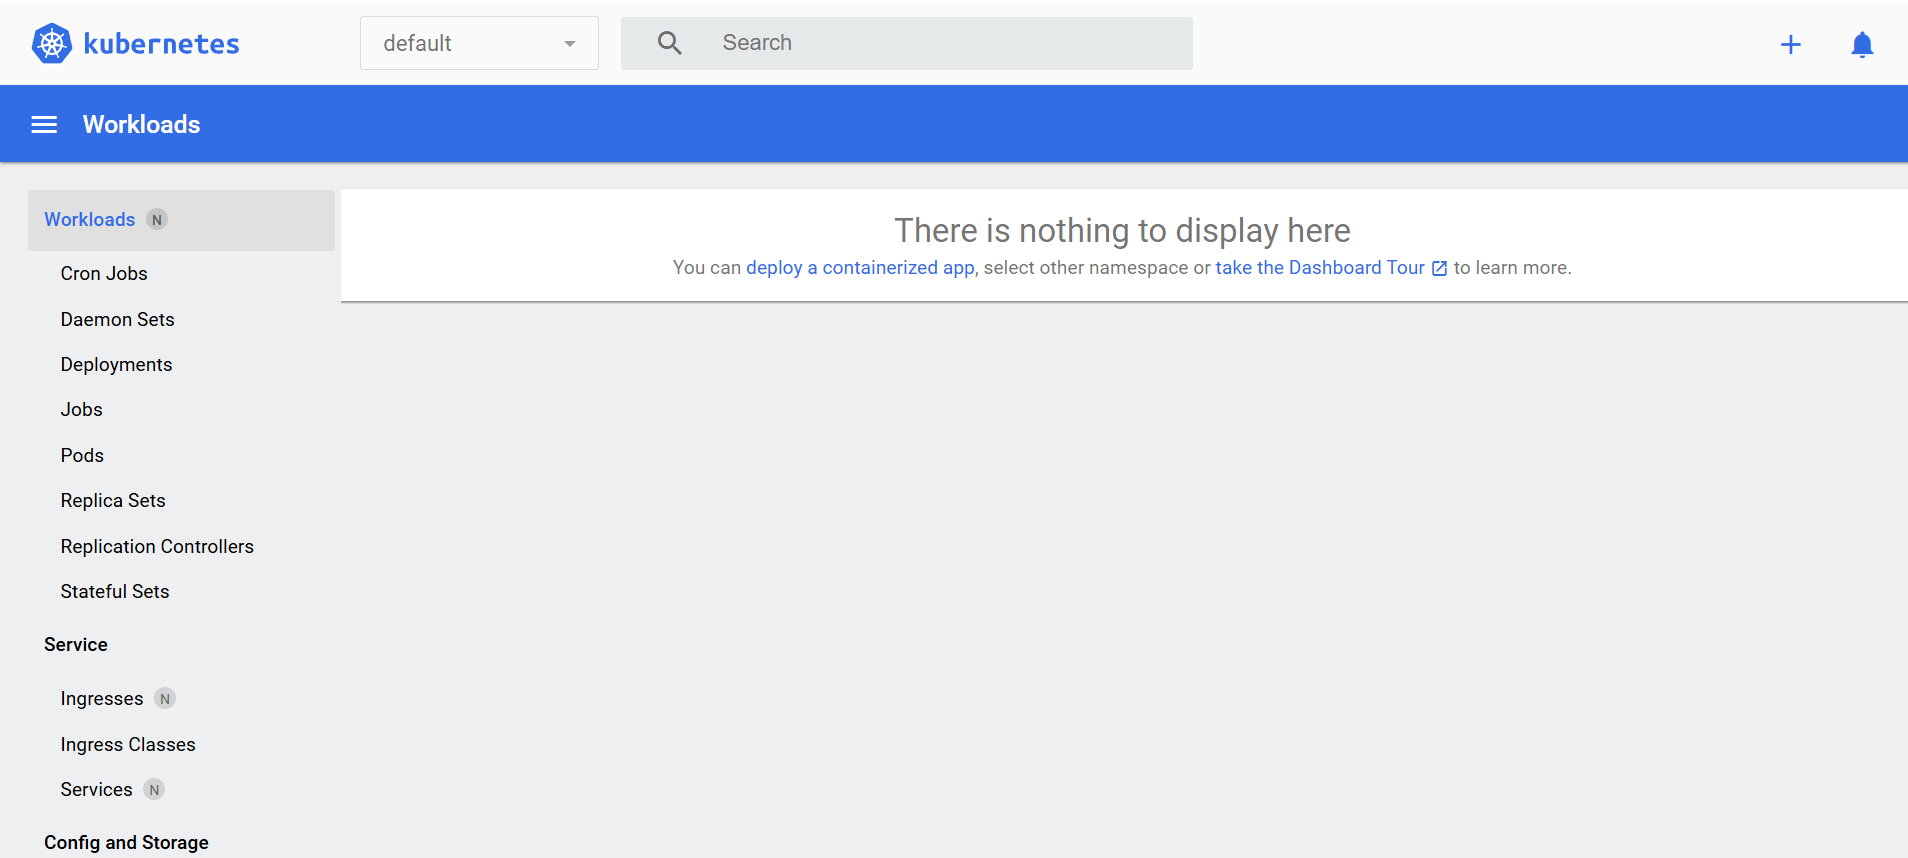 kubernetes
default
Search
Workloads
Workloads N
Cron Jobs
Daemon Sets
Deployments
Jobs
Pods
Replica Sets
Replication Controllers
Stateful Sets
Service
Ingresses N
Ingress Classes
Services N
Config and Storage
There is nothing to display here
You can deploy a containerized app, select other namespace or take the Dashboard Tour to learn more.